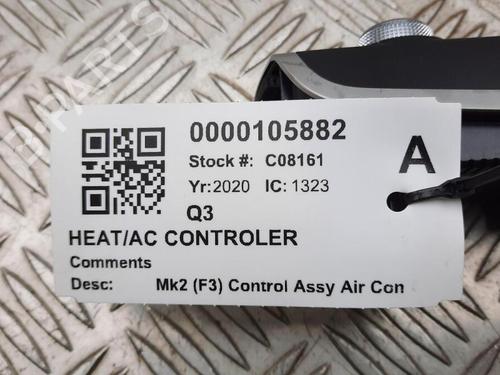 0000105882
Stock #: C08161
A
Yr:2020 IC: 1323
Q3
HEAT/AC CONTROLER
Comments
Desc: Mk2 (F3) Control Assy Air Con
B PARTS